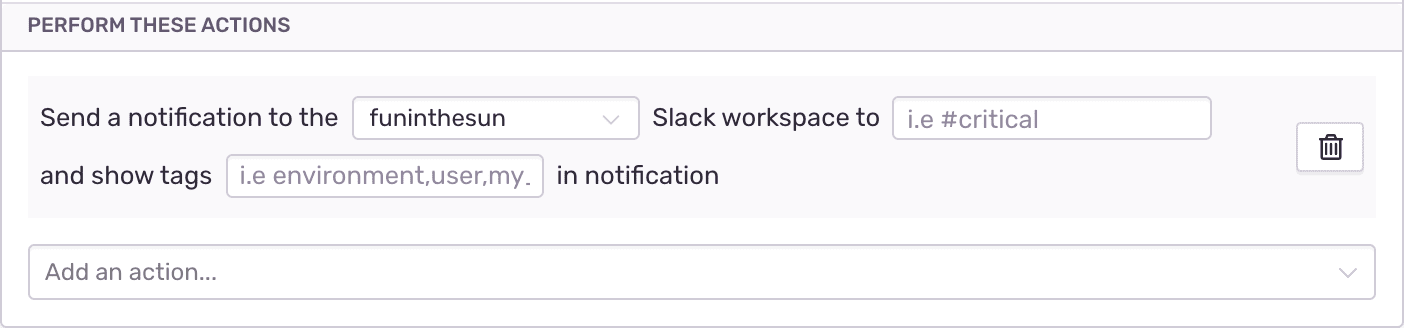 PERFORM THESE ACTIONS
Send a notification to the funinthesun Slack workspace to i.e #critical
and show tags i.e environment,user,my_ in notification
Add an action...